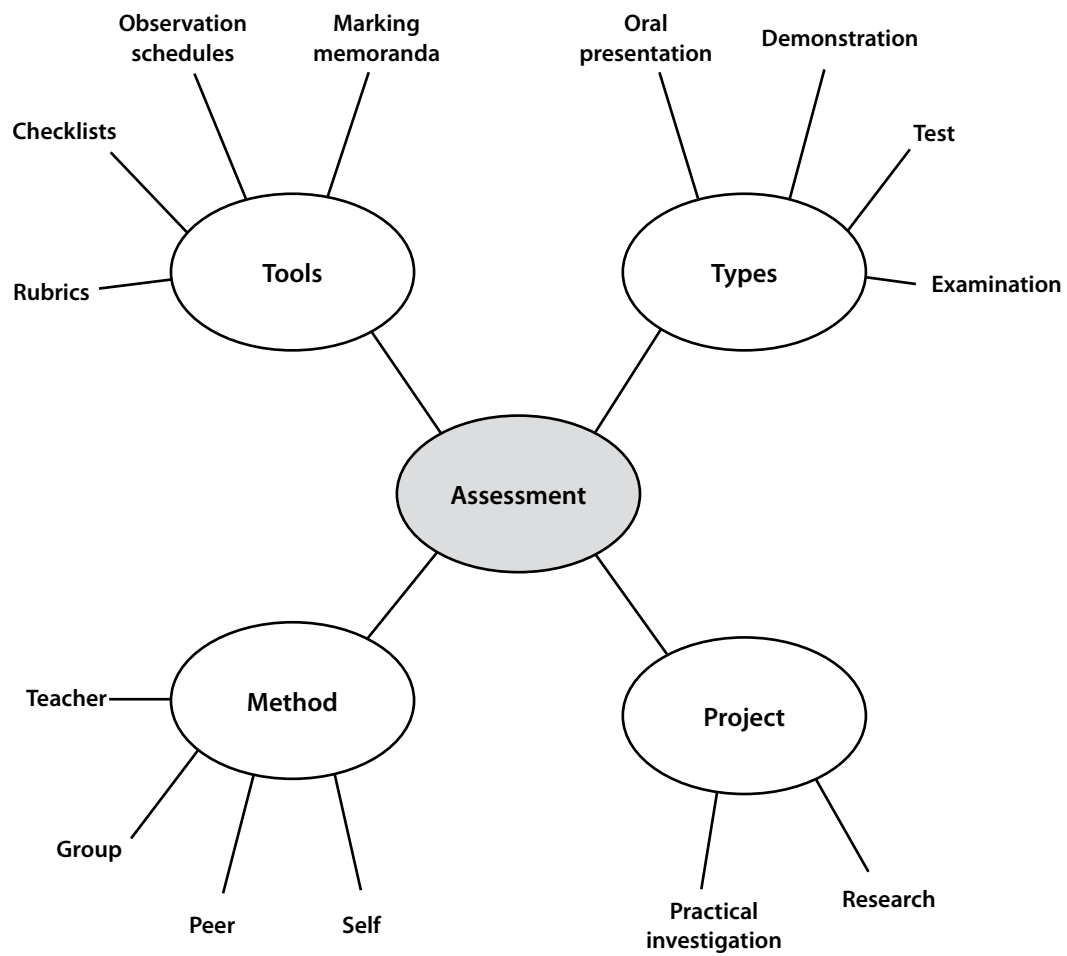 Observation
schedules
Marking
memoranda
Oral
presentation
Demonstration
Checklists
Test
Rubrics
Tools
Types
Examination
Assessment
Teacher
Method
Project
Group
Peer
Self
Practical
investigation
Research